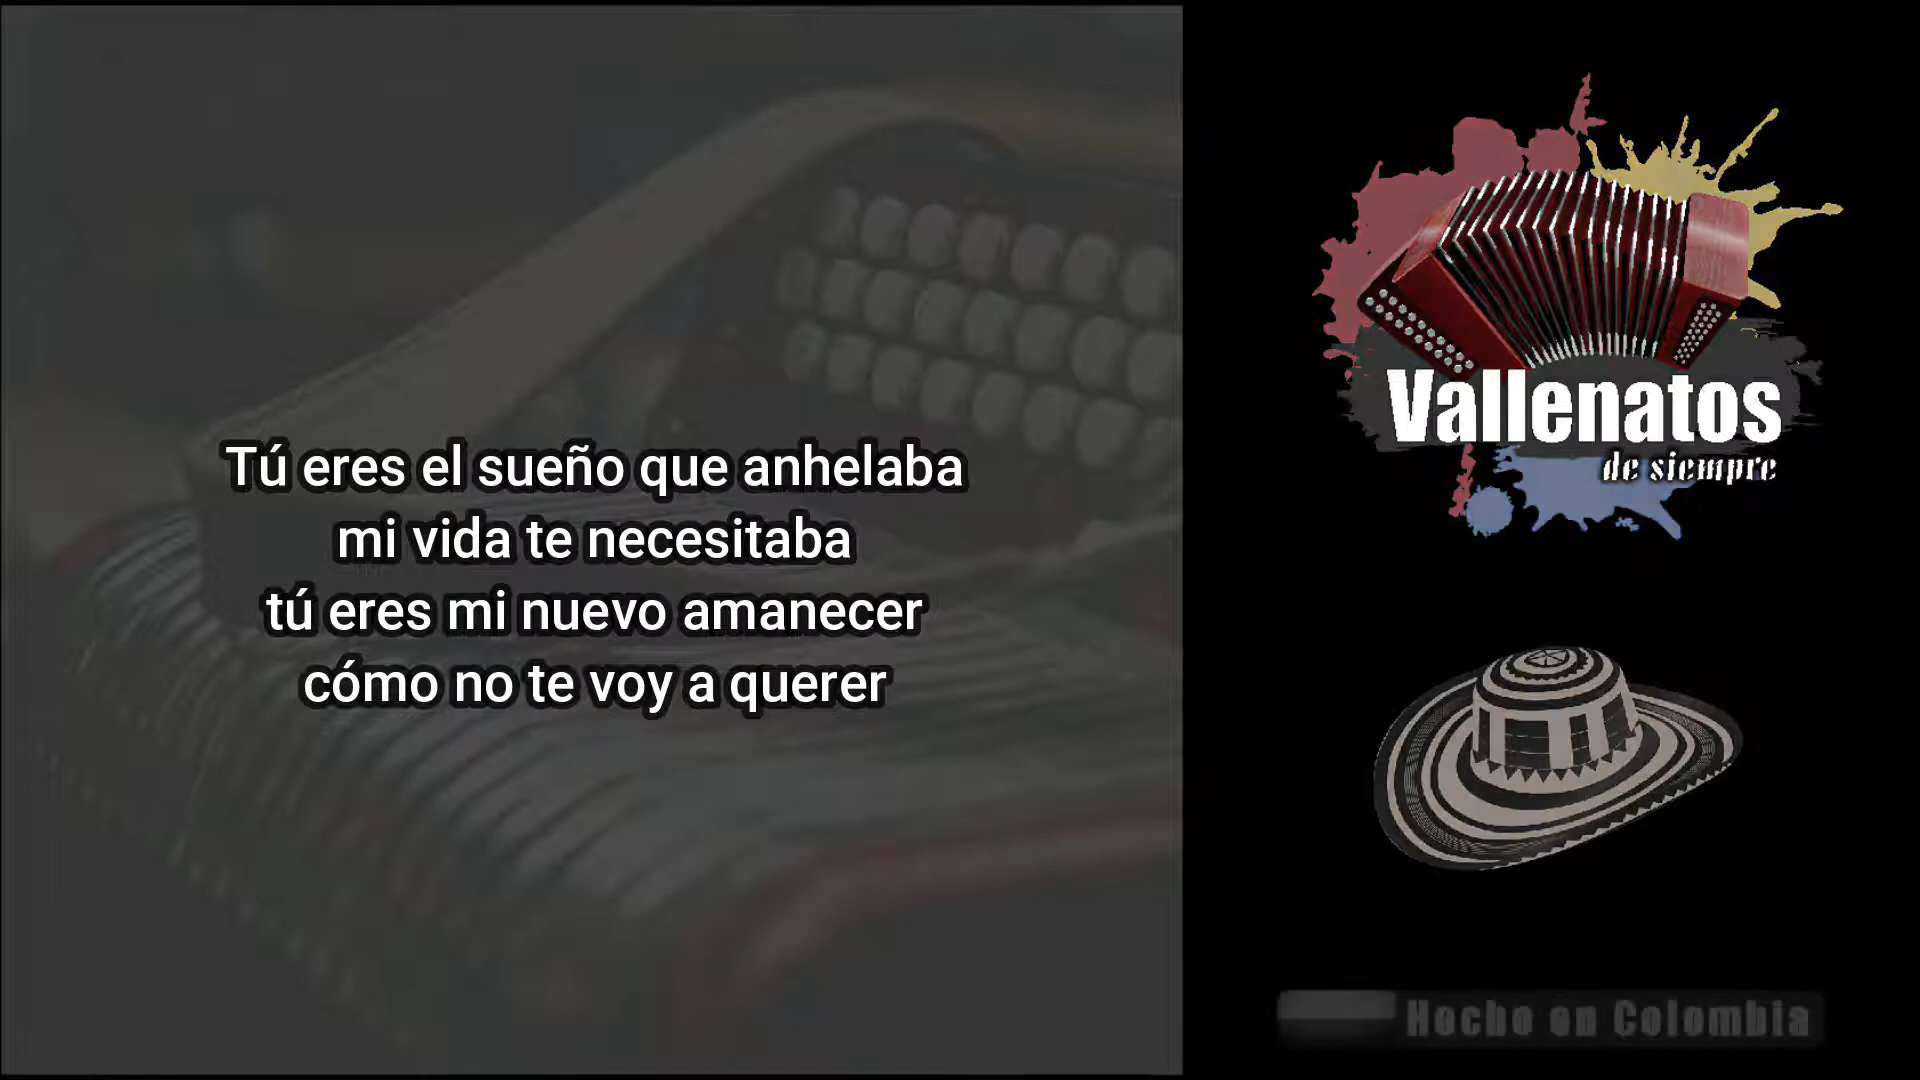 Tú eres el sueño que anhelaba
mi vida te necesitaba
tú eres mi nuevo amanecer
cómo no te voy a querer
Vallenatos
de siempre
Hecho en Colombia